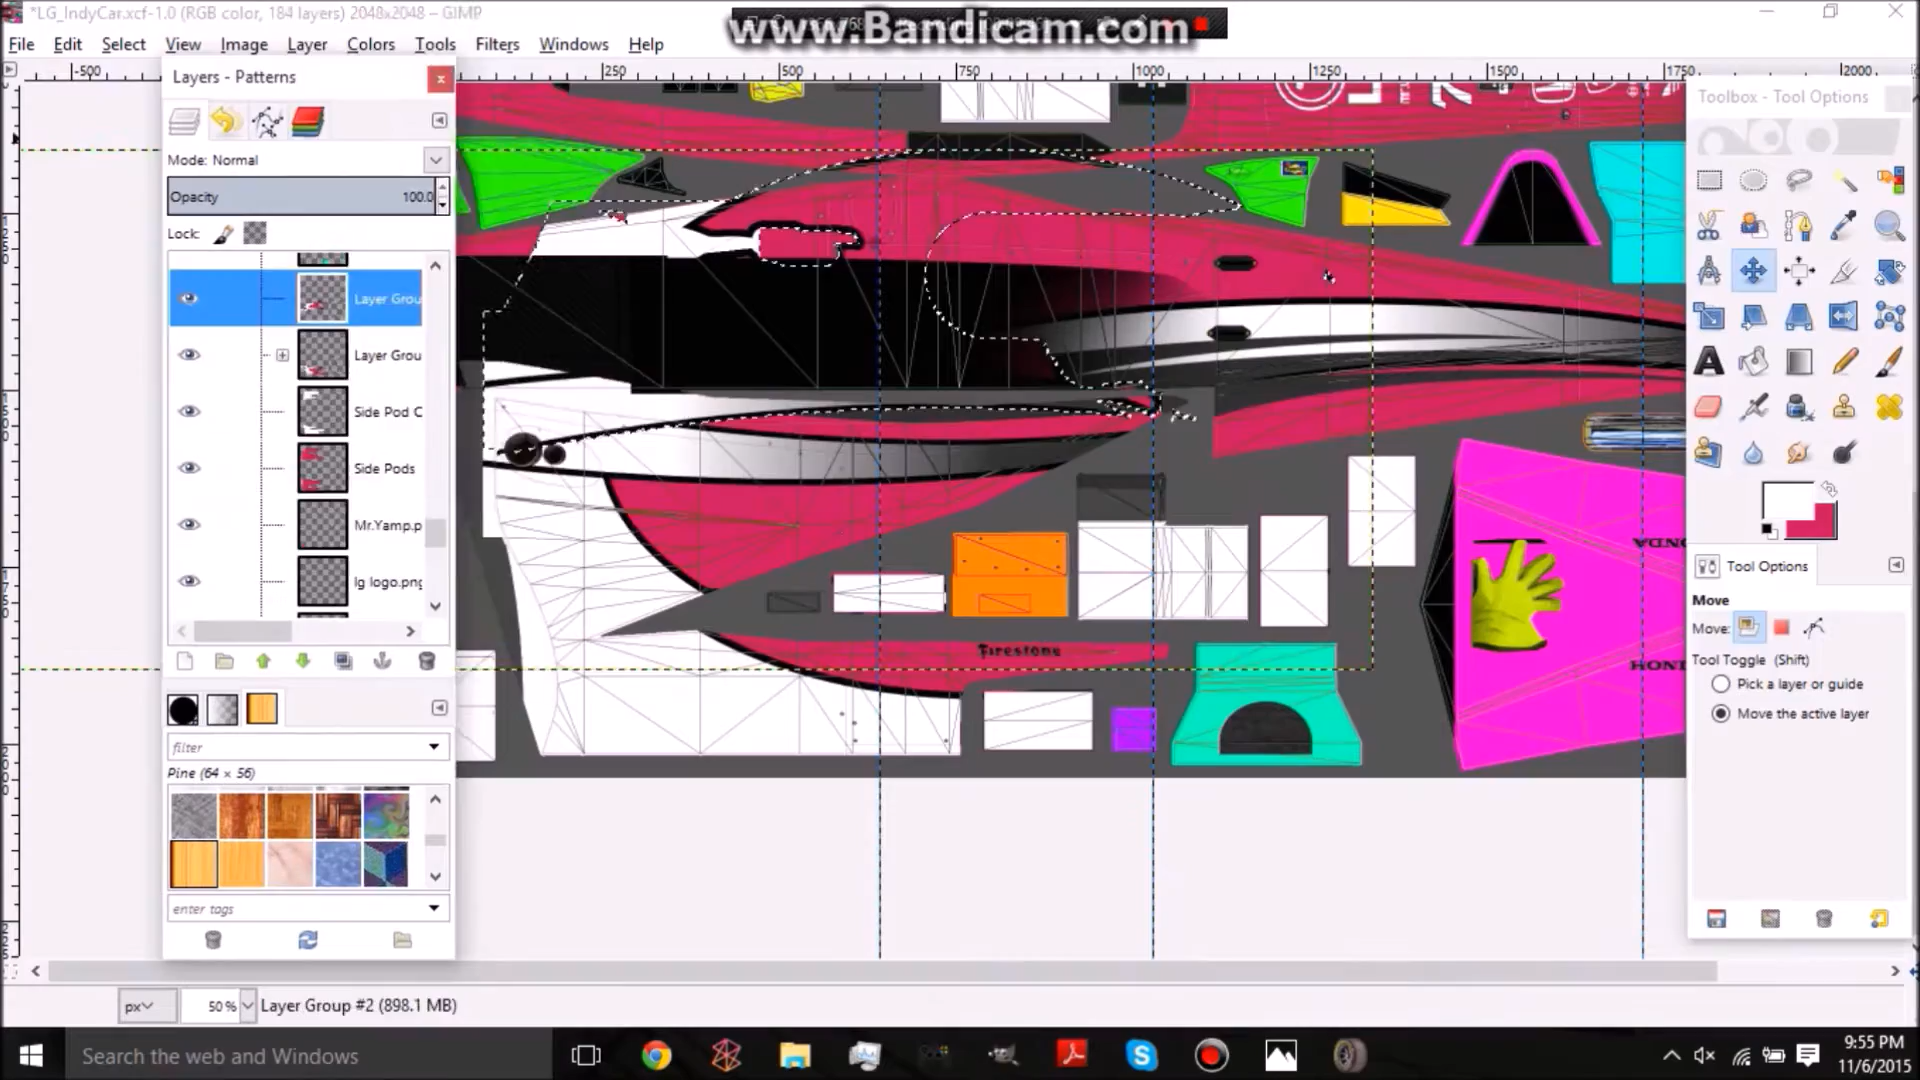 *LG_IndyCar.xcf-1.0 (RGB color, 184 layers) 2048x2048 – GIMP
www.Bandicam.com
File Edit Select View Image Layer Colors Tools Filters Windows Help
-500 250 500 750 1000 1250 1500 1750 2000
Layers - Patterns
Mode: Normal
Opacity 100.0
Lock:
Layer Grou
Layer Grou
Side Pod C
Side Pods
Mr.Yamp.p
lg logo.png
filter
Pine (64 × 56)
enter tags
Firestone
HONDA
Toolbox - Tool Options
Tool Options
Move
Move:
Tool Toggle (Shift)
Pick a layer or guide
Move the active layer
px 50 % Layer Group #2 (898.1 MB)
Search the web and Windows
9:55 PM
11/6/2015